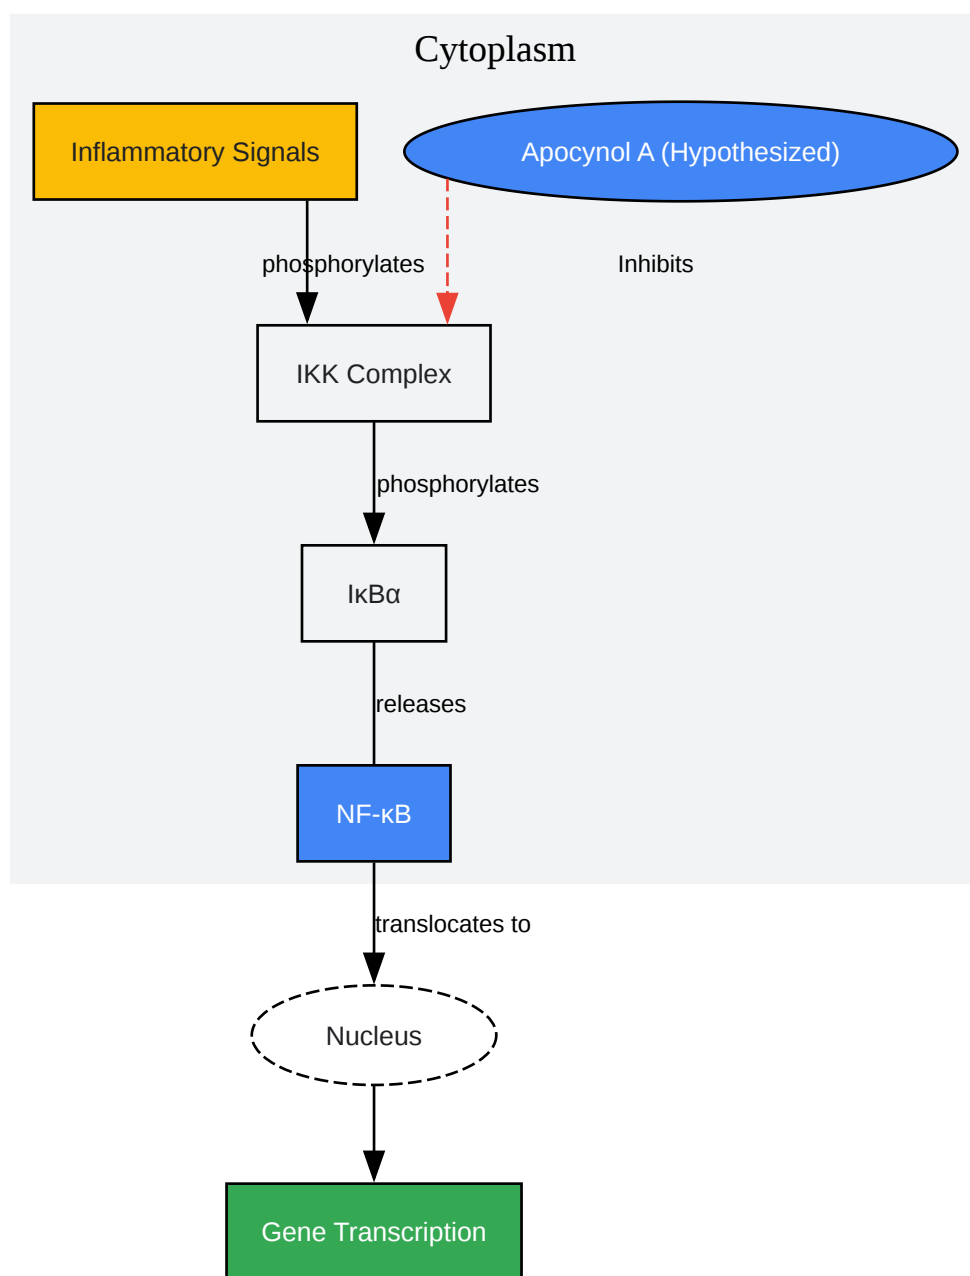 Cytoplasm
Inflammatory Signals
Apocynol A (Hypothesized)
phosphorylates
Inhibits
IKK Complex
phosphorylates
IκBα
releases
NF-κB
translocates to
Nucleus
Gene Transcription